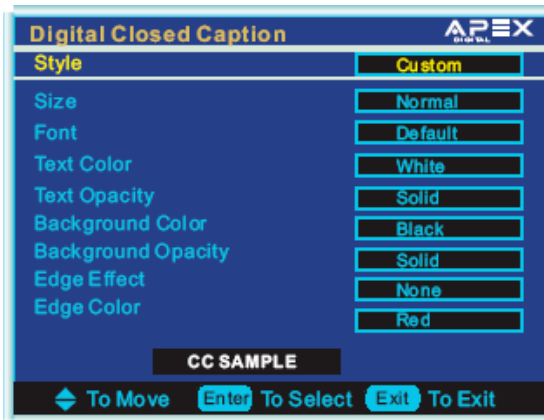 Digital Closed Caption APEX
DIGITAL
Style Custom
Size Normal
Font Default
Text Color White
Text Opacity Solid
Background Color Black
Background Opacity Solid
Edge Effect None
Edge Color Red
CC SAMPLE
To Move Enter To Select Exit To Exit